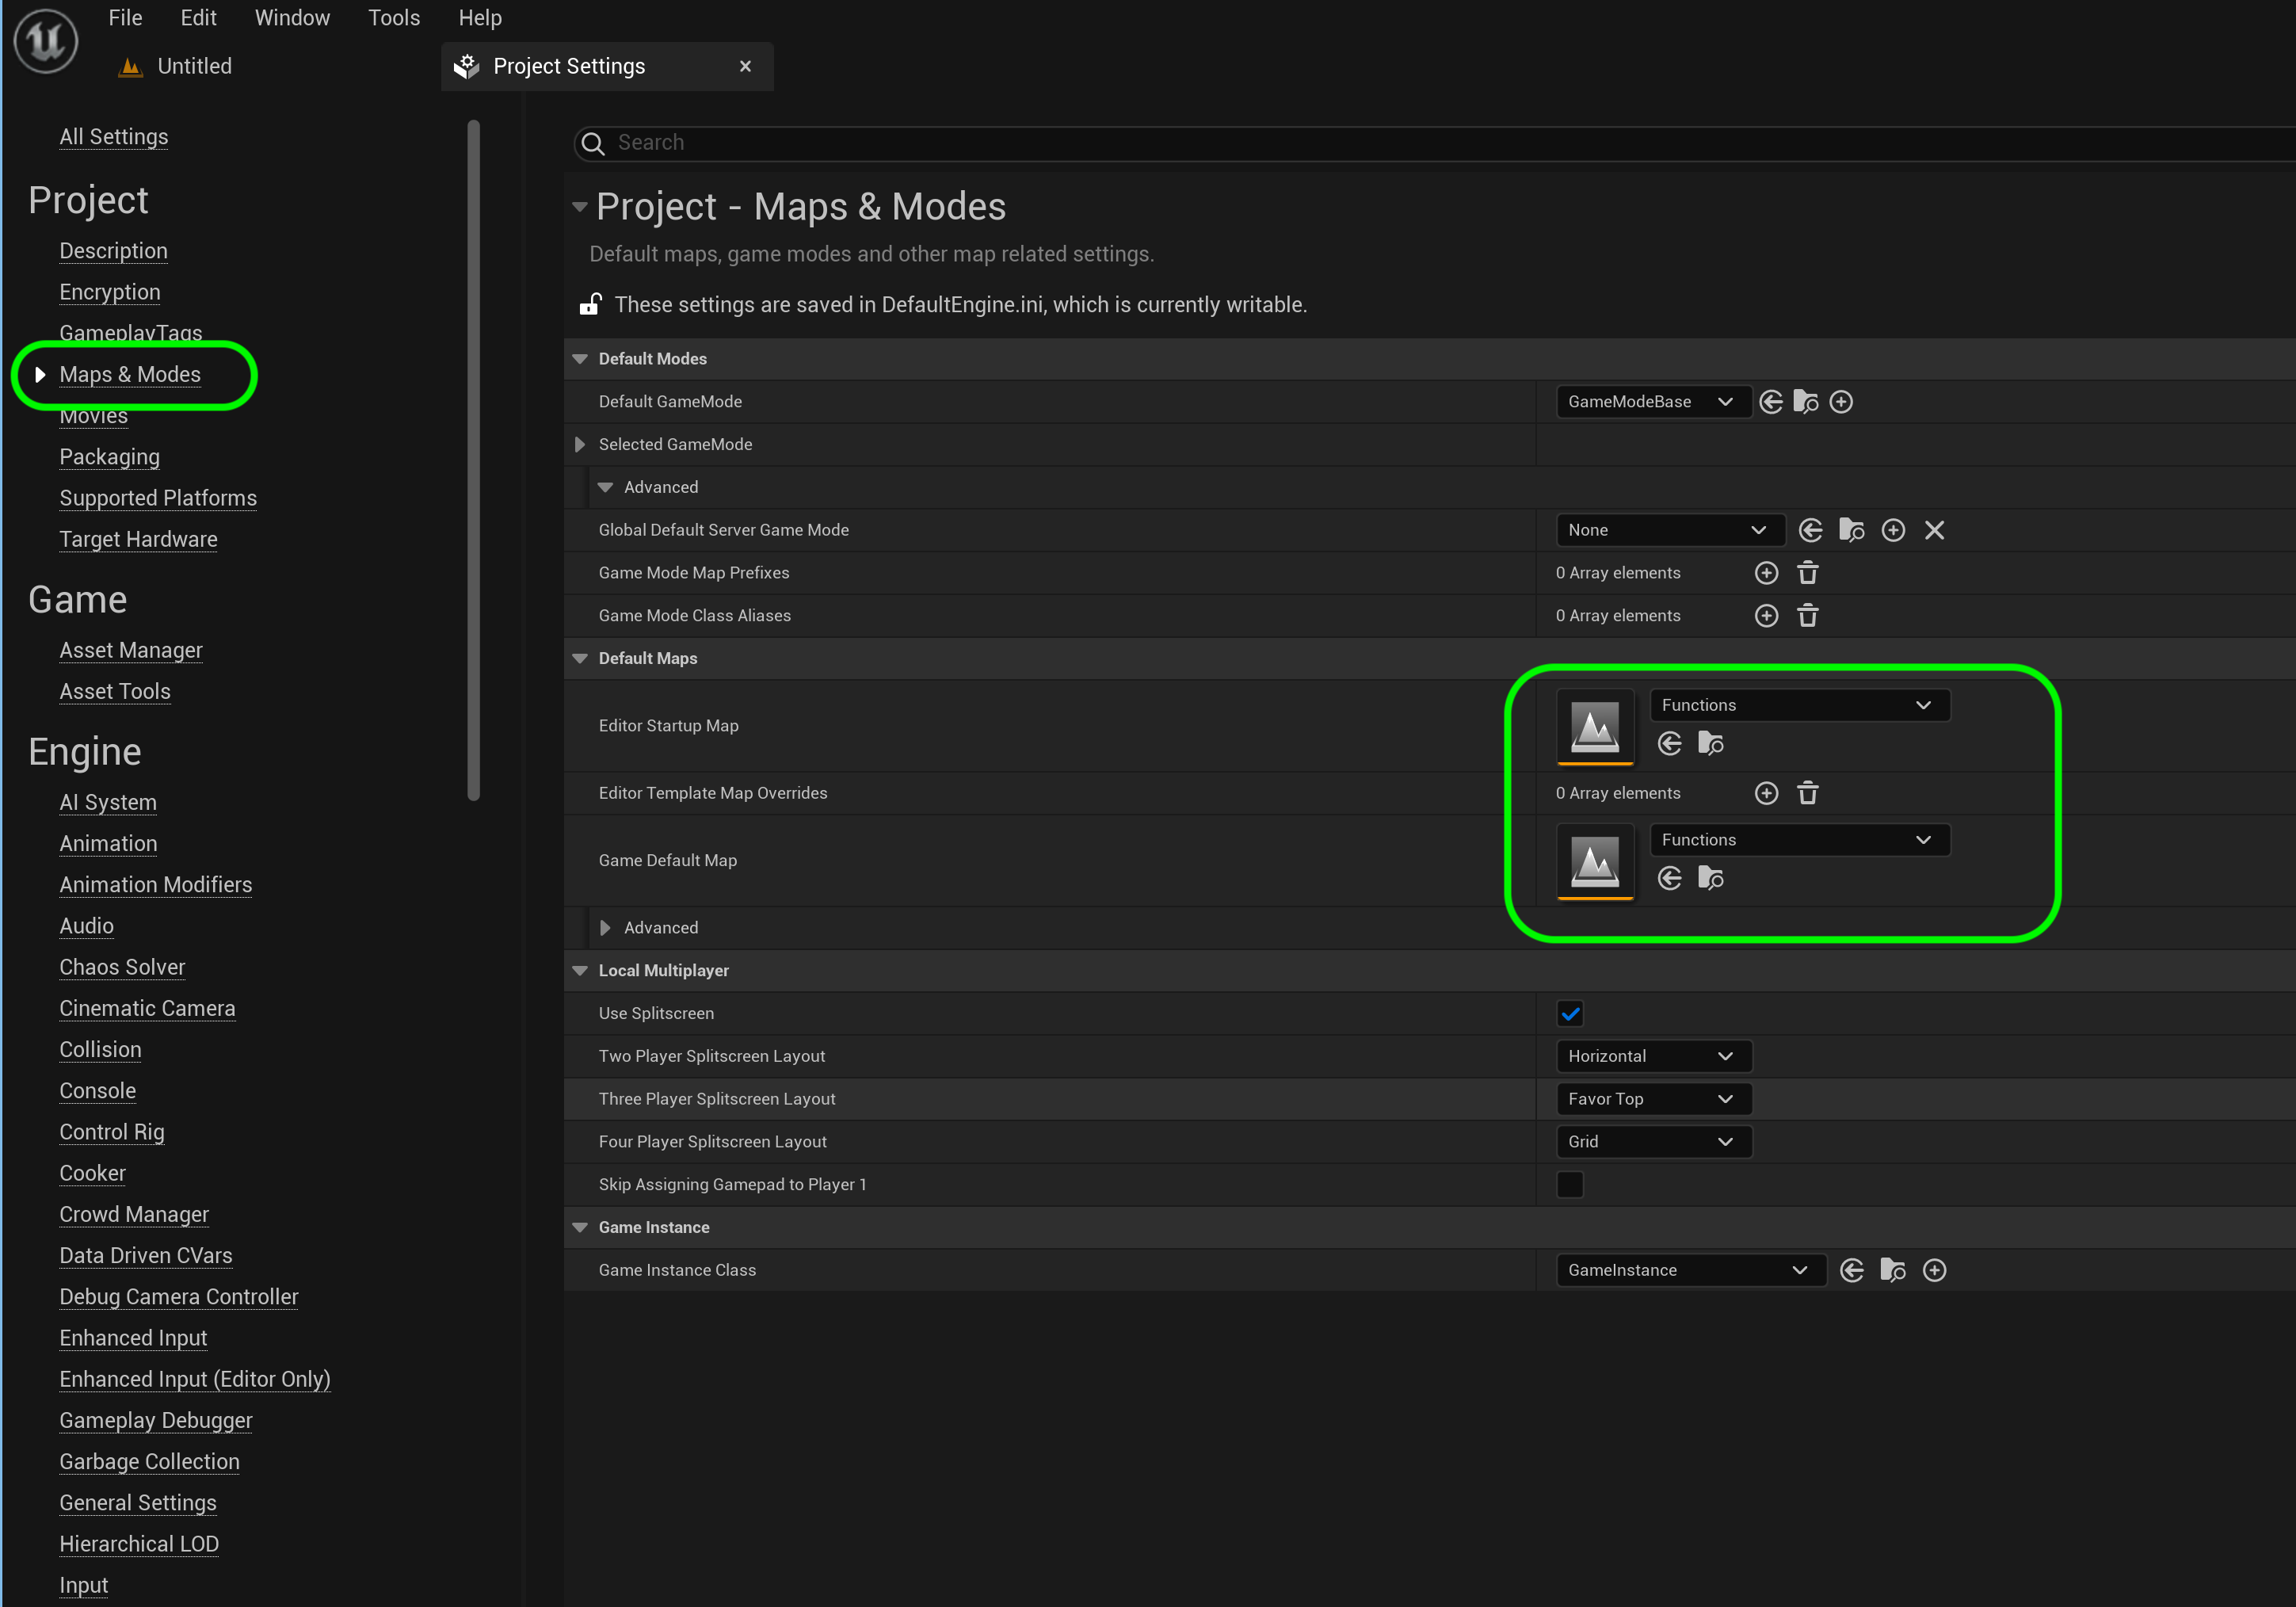 File Edit Window Tools Help
Untitled
Project Settings
All Settings
Project
Description
Encryption
GameplayTags
Maps & Modes
Movies
Packaging
Supported Platforms
Target Hardware
Game
Asset Manager
Asset Tools
Engine
AI System
Animation
Animation Modifiers
Audio
Chaos Solver
Cinematic Camera
Collision
Console
Control Rig
Cooker
Crowd Manager
Data Driven CVars
Debug Camera Controller
Enhanced Input
Enhanced Input (Editor Only)
Gameplay Debugger
Garbage Collection
General Settings
Hierarchical LOD
Input
Search
Project - Maps & Modes
Default maps, game modes and other map related settings.
These settings are saved in DefaultEngine.ini, which is currently writable.
Default Modes
Default GameMode GameModeBase
Selected GameMode
Advanced
Global Default Server Game Mode None
Game Mode Map Prefixes 0 Array elements
Game Mode Class Aliases 0 Array elements
Default Maps
Editor Startup Map Functions
Editor Template Map Overrides 0 Array elements
Game Default Map Functions
Advanced
Local Multiplayer
Use Splitscreen
Two Player Splitscreen Layout Horizontal
Three Player Splitscreen Layout Favor Top
Four Player Splitscreen Layout Grid
Skip Assigning Gamepad to Player 1
Game Instance
Game Instance Class GameInstance